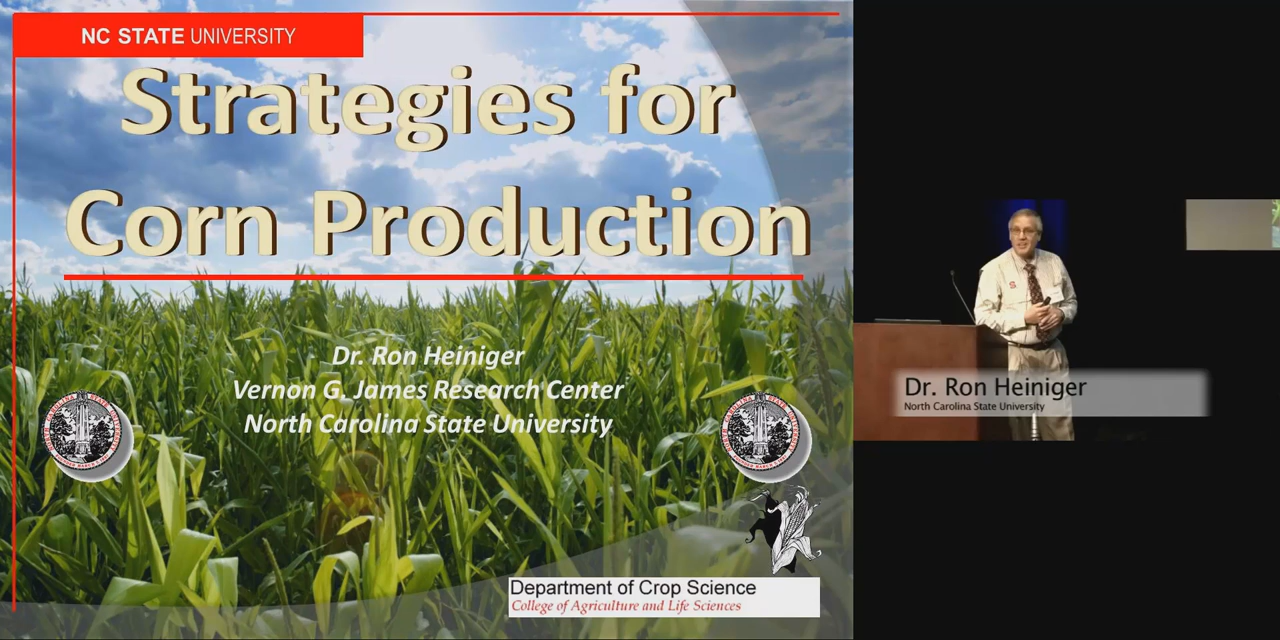 NC STATE UNIVERSITY
Strategies for
Corn Production
Dr. Ron Heiniger
Vernon G. James Research Center
North Carolina State University
Department of Crop Science
College of Agriculture and Life Sciences
Dr. Ron Heiniger
North Carolina State University